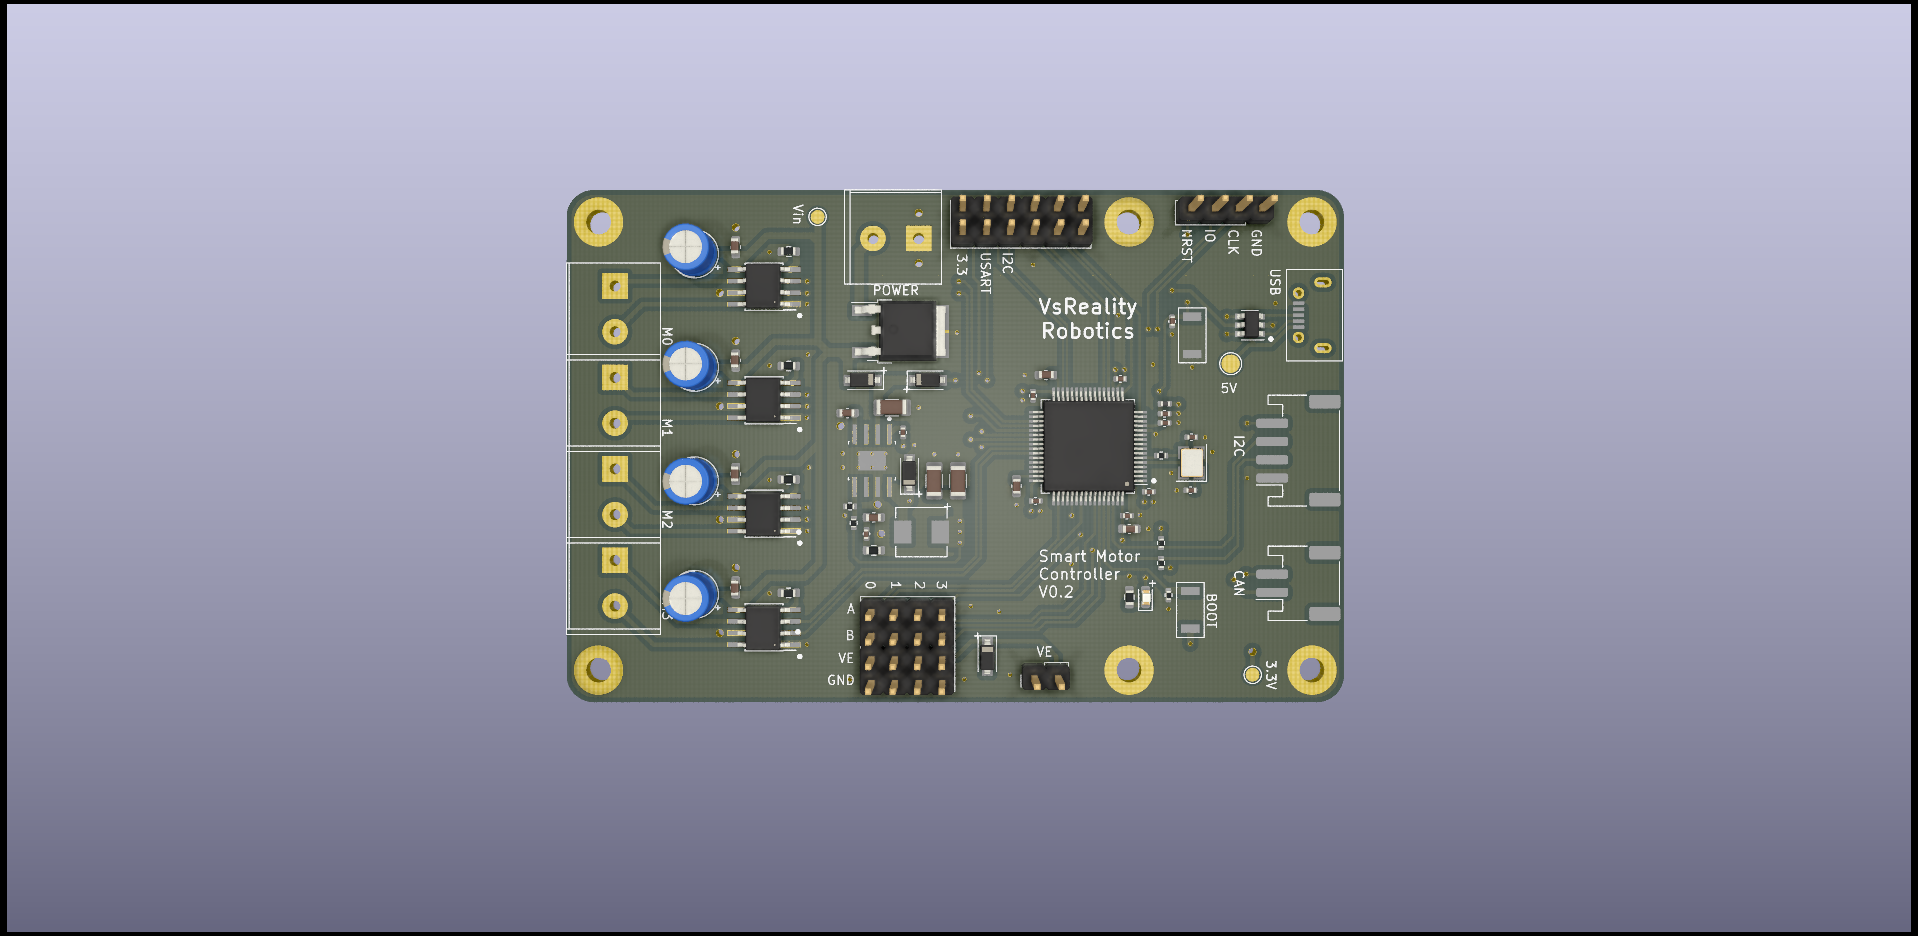 Vin
POWER
3.3
USART
I2C
NRST
IO
CLK
GND
USB
VsReality
Robotics
5V
M0
M1
M2
I2C
Smart Motor
Controller
V0.2
CAN
BOOT
0 1 2 3
A
B
VE
GND
VE
3.3V